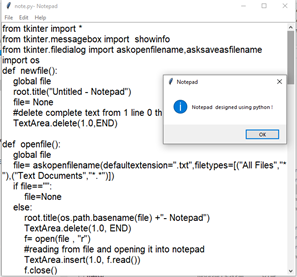 note.py- Notepad
File Edit Help
from tkinter import *
from tkinter.messagebox import showinfo
from tkinter.filedialog import askopenfilename,asksaveasfilename
import os
def newfile():
global file
root.title("Untitled - Notepad")
file= None
#delete complete text from 1 line 0 th
TextArea.delete(1.0,END)
Notepad
Notepad designed using python !
OK
def openfile():
global file
file= askopenfilename(defaultextension=".txt",filetypes=[("All Files","*
"),("Text Documents","*.*")])
if file=="":
file=None
else:
root.title(os.path.basename(file) +"- Notepad")
TextArea.delete(1.0, END)
f= open(file , "r")
#reading from file and opening it into notepad
TextArea.insert(1.0, f.read())
f.close()